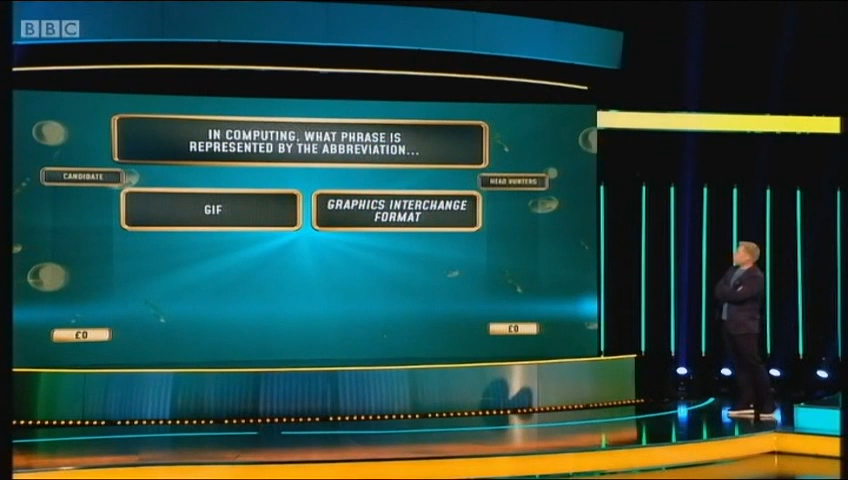 BBC
IN COMPUTING, WHAT PHRASE IS
REPRESENTED BY THE ABBREVIATION...
CANDIDATE
HEAD HUNTERS
GIF
GRAPHICS INTERCHANGE
FORMAT
£0
£0